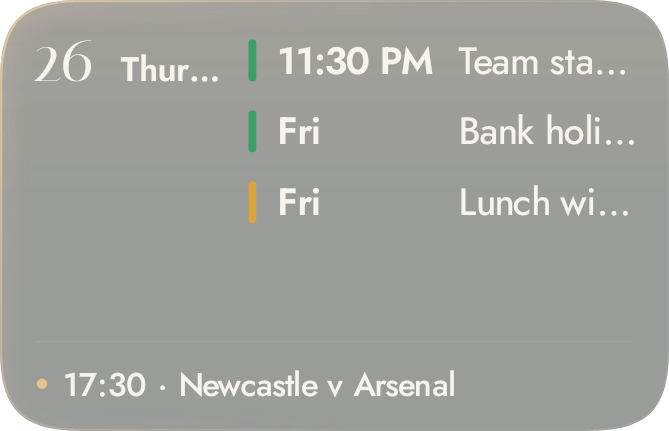 26 Thur... 11:30 PM Team sta...
Fri Bank holi...
Fri Lunch wi...
17:30 · Newcastle v Arsenal